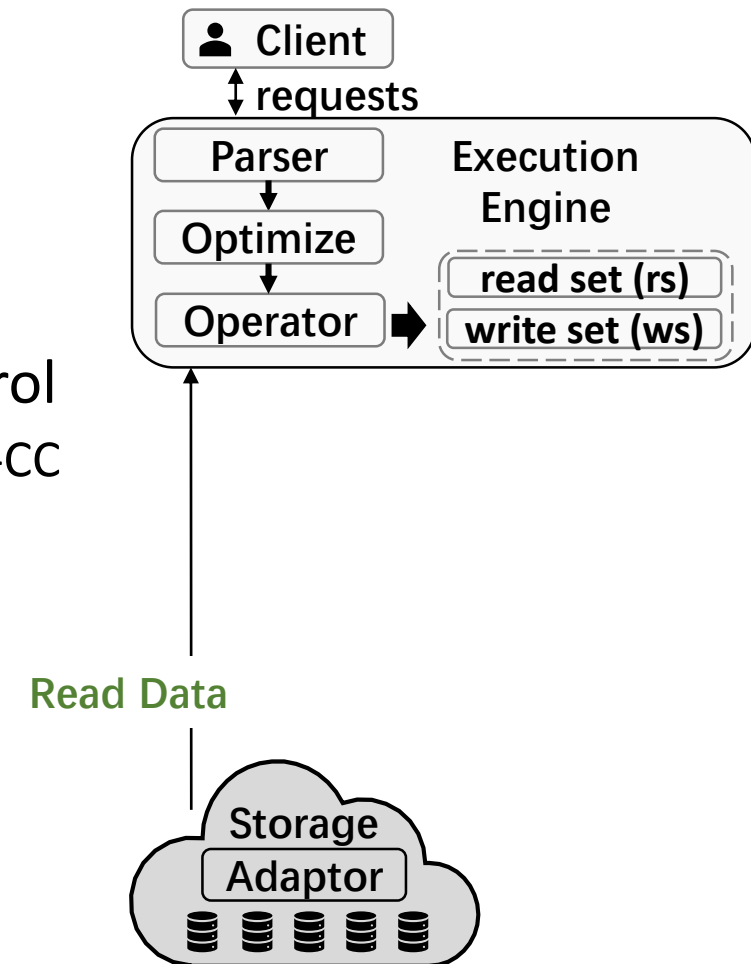 Client
requests
Parser
Execution
Engine
Optimize
read set (rs)
Operator
write set (ws)
rol
-CC
Read Data
Storage
Adaptor